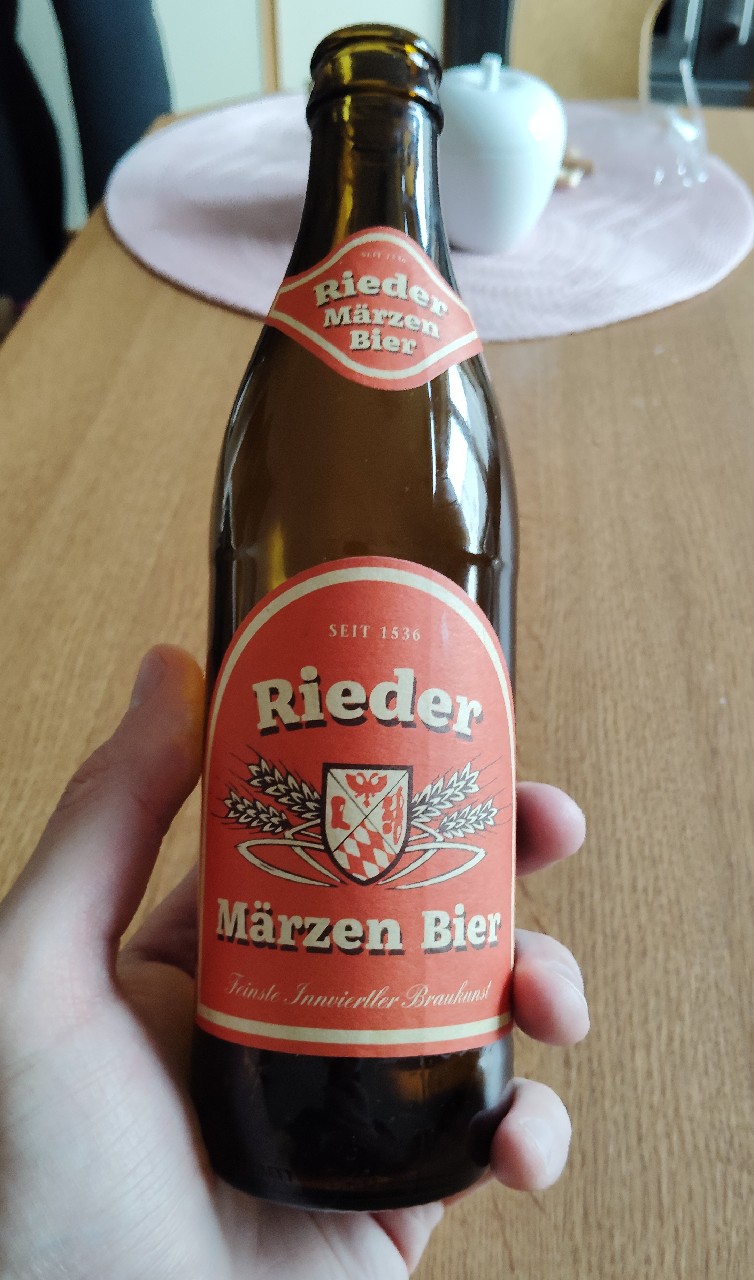 Rieder
Märzen
Bier
SEIT 1536
Rieder
Märzen Bier
Feinste Innviertler Braukunst